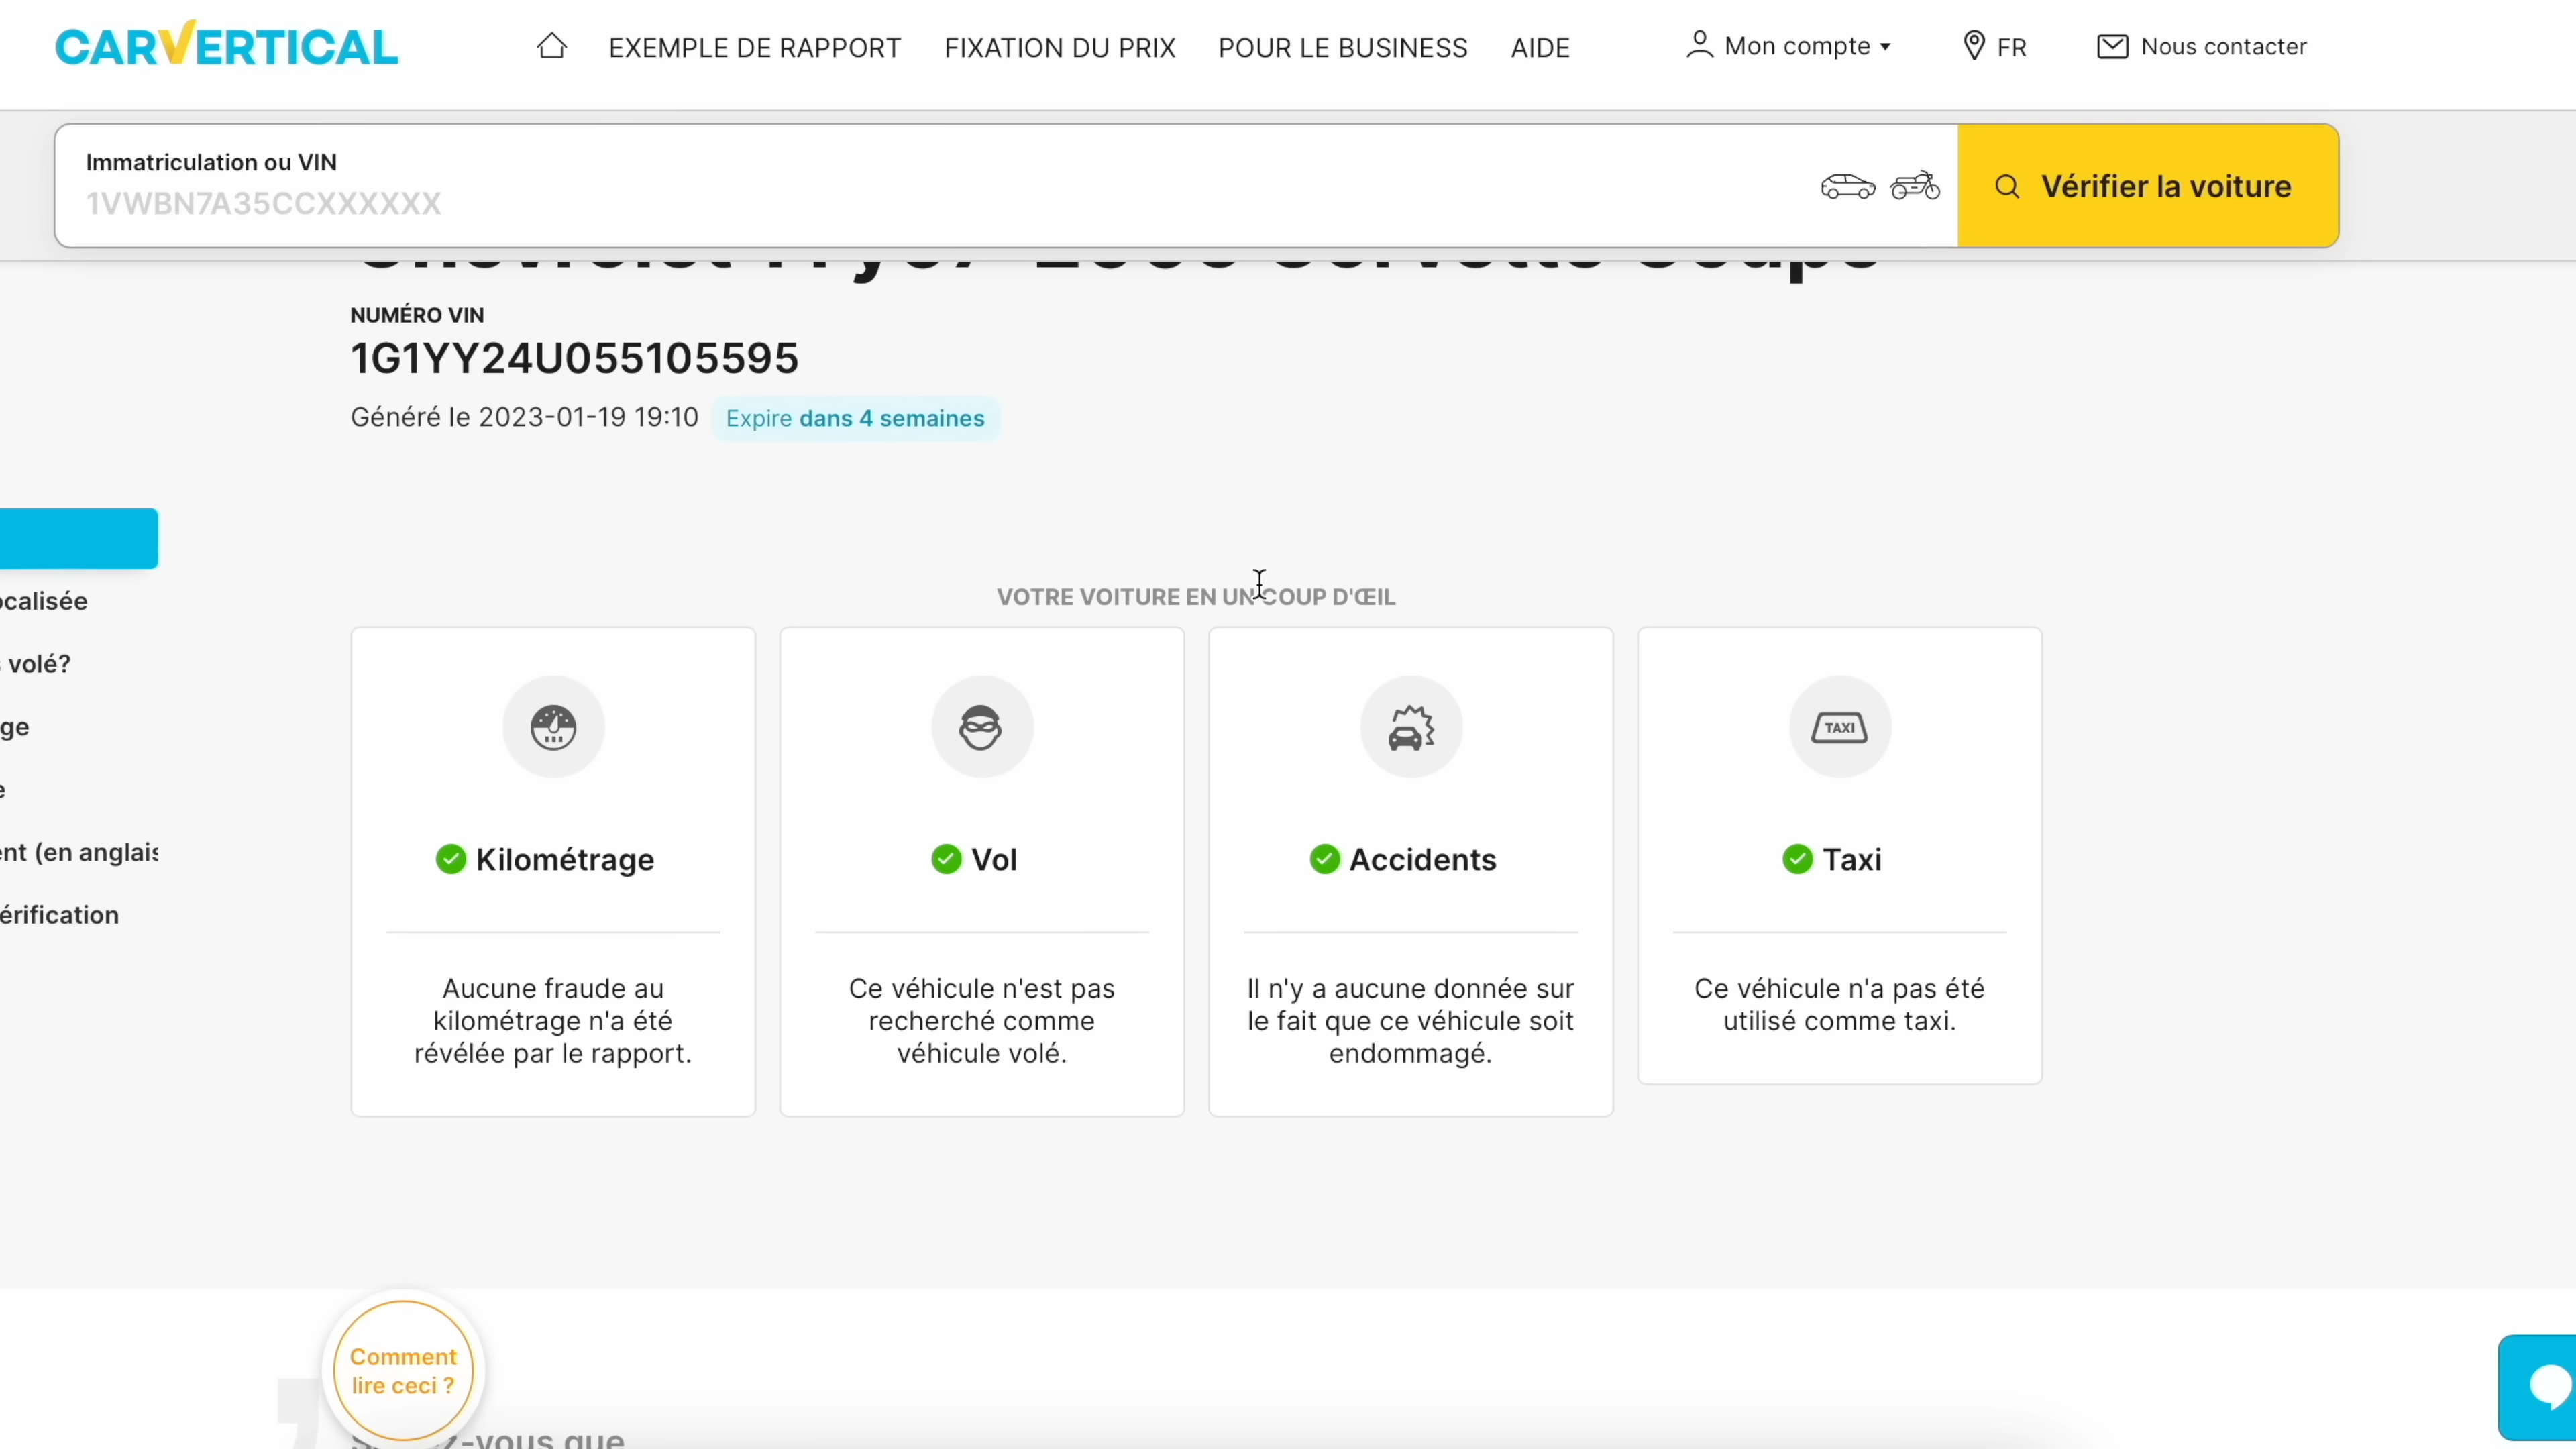 CARVERTICAL
EXEMPLE DE RAPPORT
FIXATION DU PRIX
POUR LE BUSINESS
AIDE
Mon compte
FR
Nous contacter
Immatriculation ou VIN
1VWBN7A35CCXXXXXX
Vérifier la voiture
NUMÉRO VIN
1G1YY24U055105595
Généré le 2023-01-19 19:10
Expire dans 4 semaines
ocalisée
volé?
ge
e
ent (en anglais
érification
VOTRE VOITURE EN UN COUP D'ŒIL
Kilométrage
Aucune fraude au
kilométrage n'a été
révélée par le rapport.
Vol
Ce véhicule n'est pas
recherché comme
véhicule volé.
Accidents
Il n'y a aucune donnée sur
le fait que ce véhicule soit
endommagé.
TAXI
Taxi
Ce véhicule n'a pas été
utilisé comme taxi.
Comment
lire ceci ?
-vous que